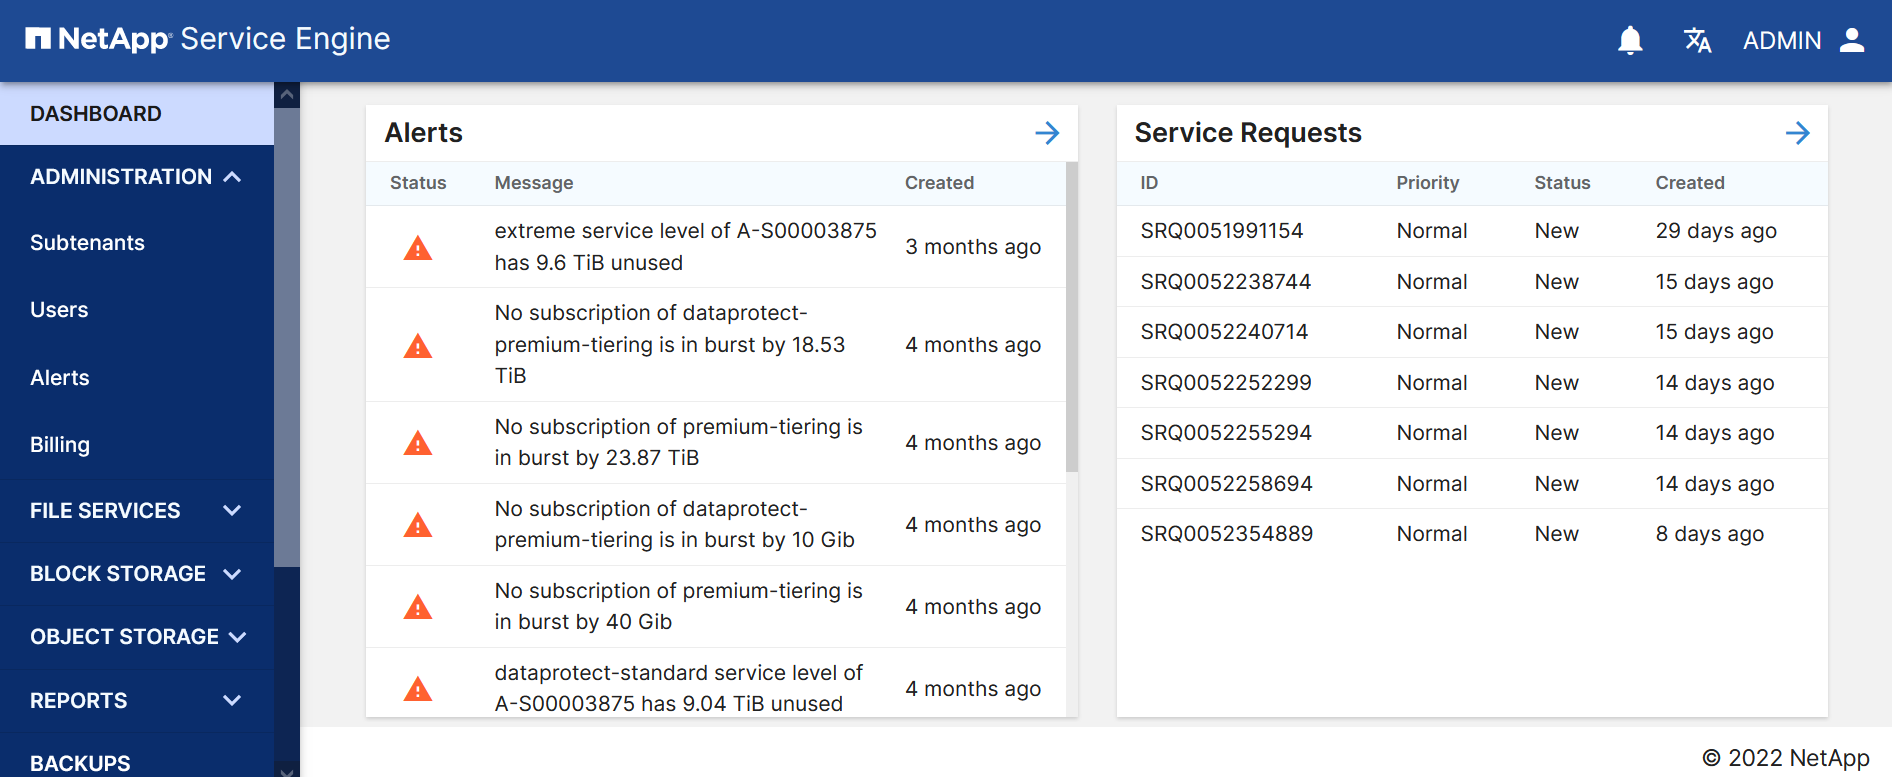 NetApp® Service Engine
ADMIN
DASHBOARD
ADMINISTRATION
Subtenants
Users
Alerts
Billing
FILE SERVICES
BLOCK STORAGE
OBJECT STORAGE
REPORTS
BACKUPS
Alerts
Status Message Created
extreme service level of A-S00003875
has 9.6 TiB unused
3 months ago
No subscription of dataprotect-
premium-tiering is in burst by 18.53
TiB
4 months ago
No subscription of premium-tiering is
in burst by 23.87 TiB
4 months ago
No subscription of dataprotect-
premium-tiering is in burst by 10 Gib
4 months ago
No subscription of premium-tiering is
in burst by 40 Gib
4 months ago
dataprotect-standard service level of
A-S00003875 has 9.04 TiB unused
4 months ago
Service Requests
ID Priority Status Created
SRQ0051991154 Normal New 29 days ago
SRQ0052238744 Normal New 15 days ago
SRQ0052240714 Normal New 15 days ago
SRQ0052252299 Normal New 14 days ago
SRQ0052255294 Normal New 14 days ago
SRQ0052258694 Normal New 14 days ago
SRQ0052354889 Normal New 8 days ago
© 2022 NetApp